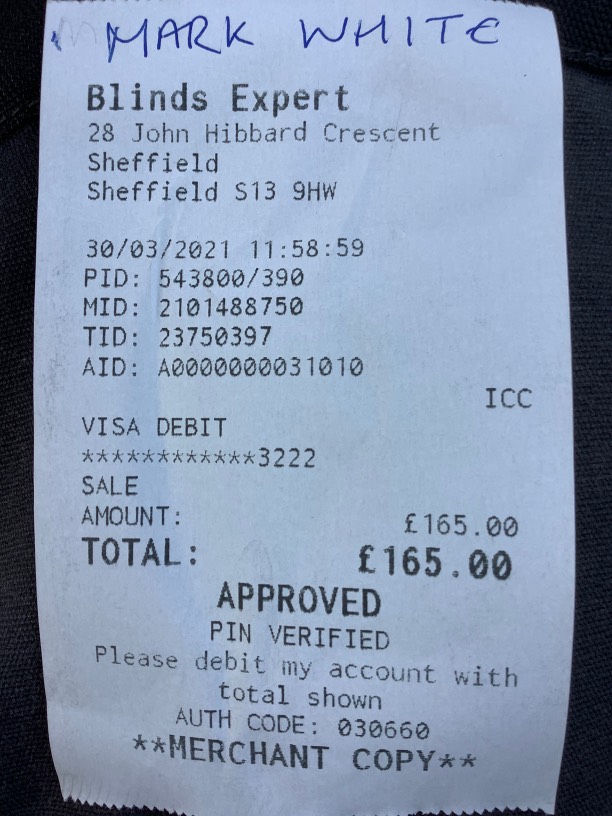 MARK WHITE
Blinds Expert
28 John Hibbard Crescent
Sheffield
Sheffield S13 9HW
30/03/2021 11:58:59
PID: 543800/390
MID: 2101488750
TID: 23750397
AID: A0000000031010
ICC
VISA DEBIT
************3222
SALE
AMOUNT: £165.00
TOTAL: £165.00
APPROVED
PIN VERIFIED
Please debit my account with
total shown
AUTH CODE: 030660
**MERCHANT COPY**